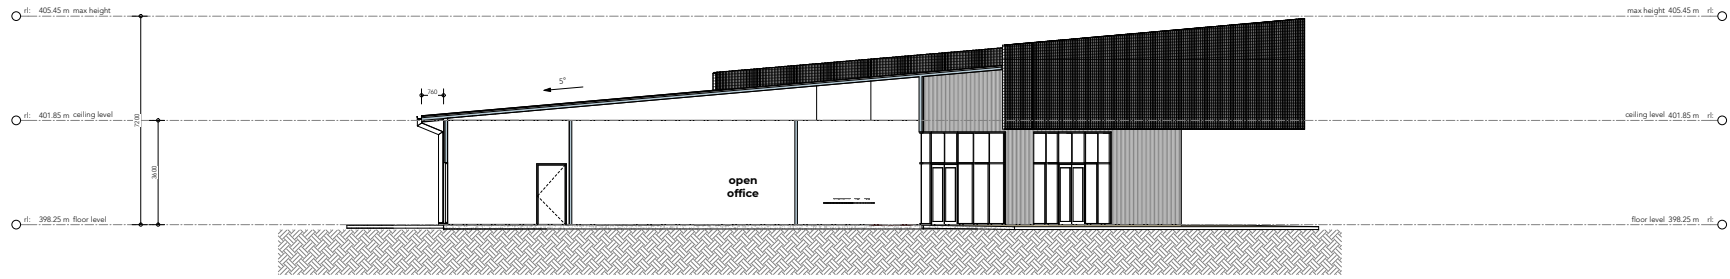 rl: 405.45 m max height
max height 405.45 m rl:
5°
760
rl: 401.85 m ceiling level
7200
ceiling level 401.85 m rl:
3600
open
office
rl: 398.25 m floor level
floor level 398.25 m rl: